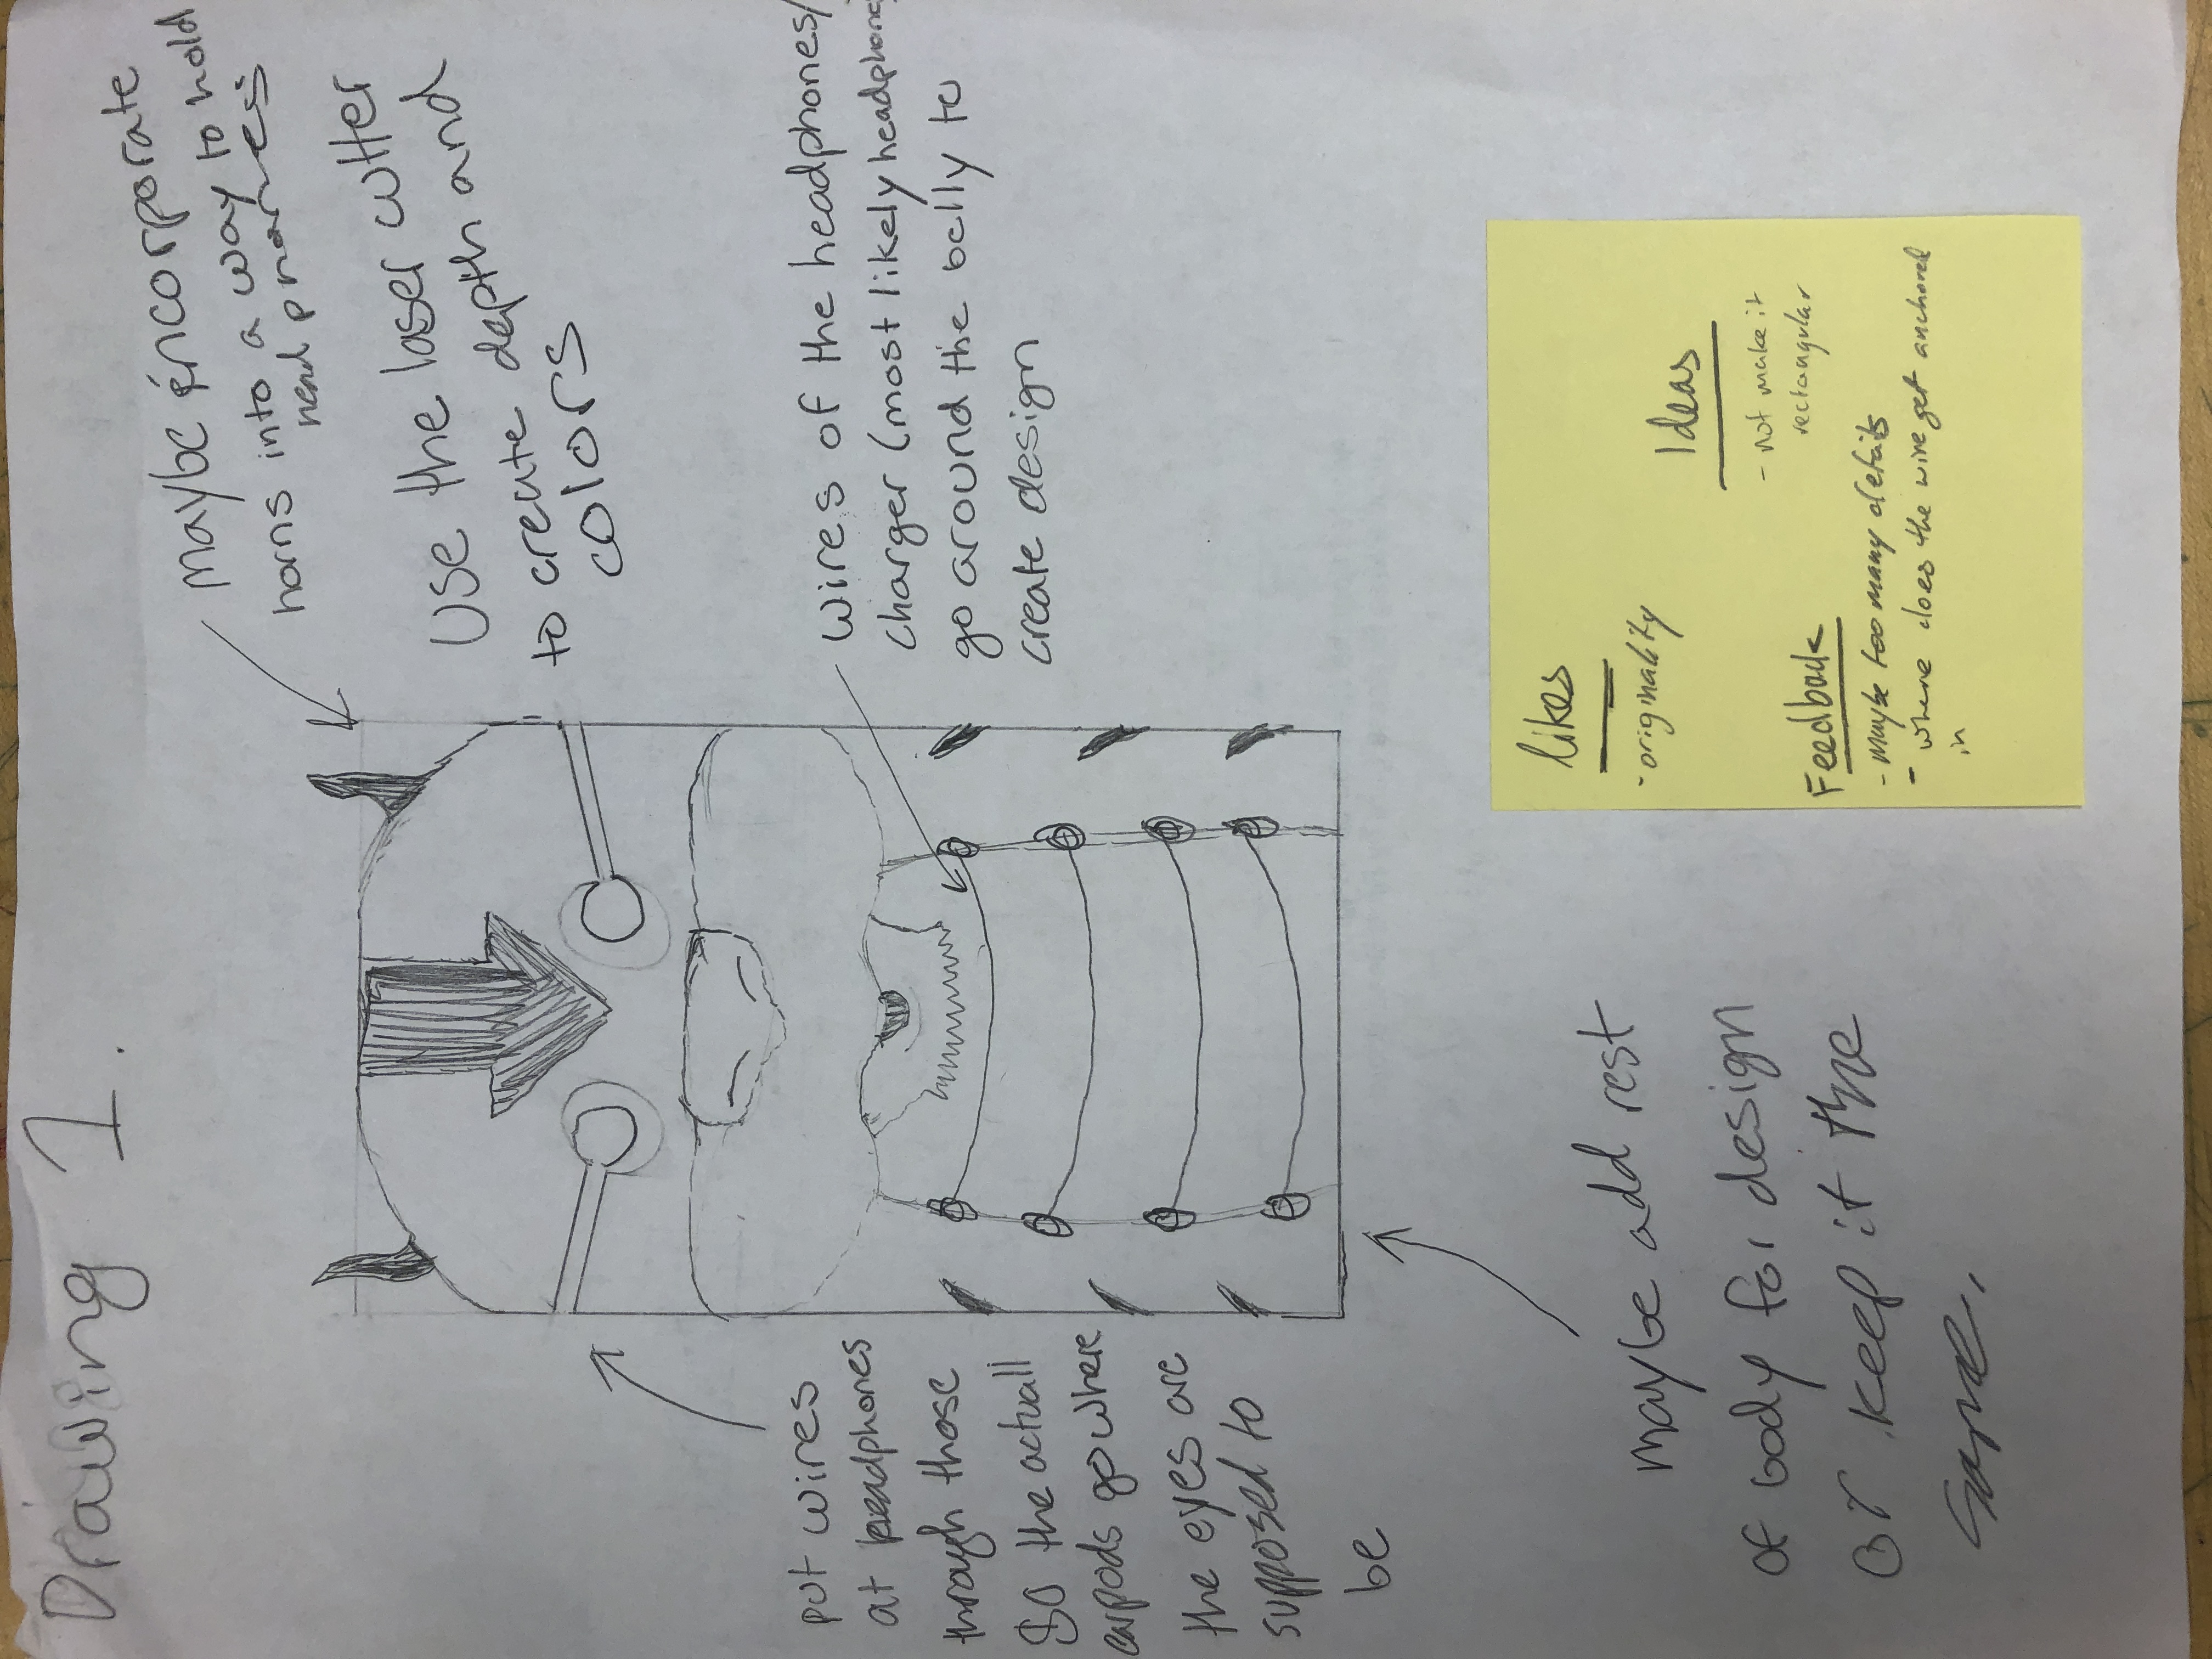 Drawing 1.
maybe incorporate
horns into a way to hold
head phones
Use the laser cutter
to create depth and
colors
put wires
at headphones
through those
SO the actuall
earpods go where
the eyes are
supposed to
be
wires of the headphones/
charger (most likely headphones
go around the belly to
create design
maybe add rest
of body for design
or keep it the
same.
likes
- originality
Ideas
- not make it
rectangular
Feedback
- maybe too many details
- where does the wire get anchored
in